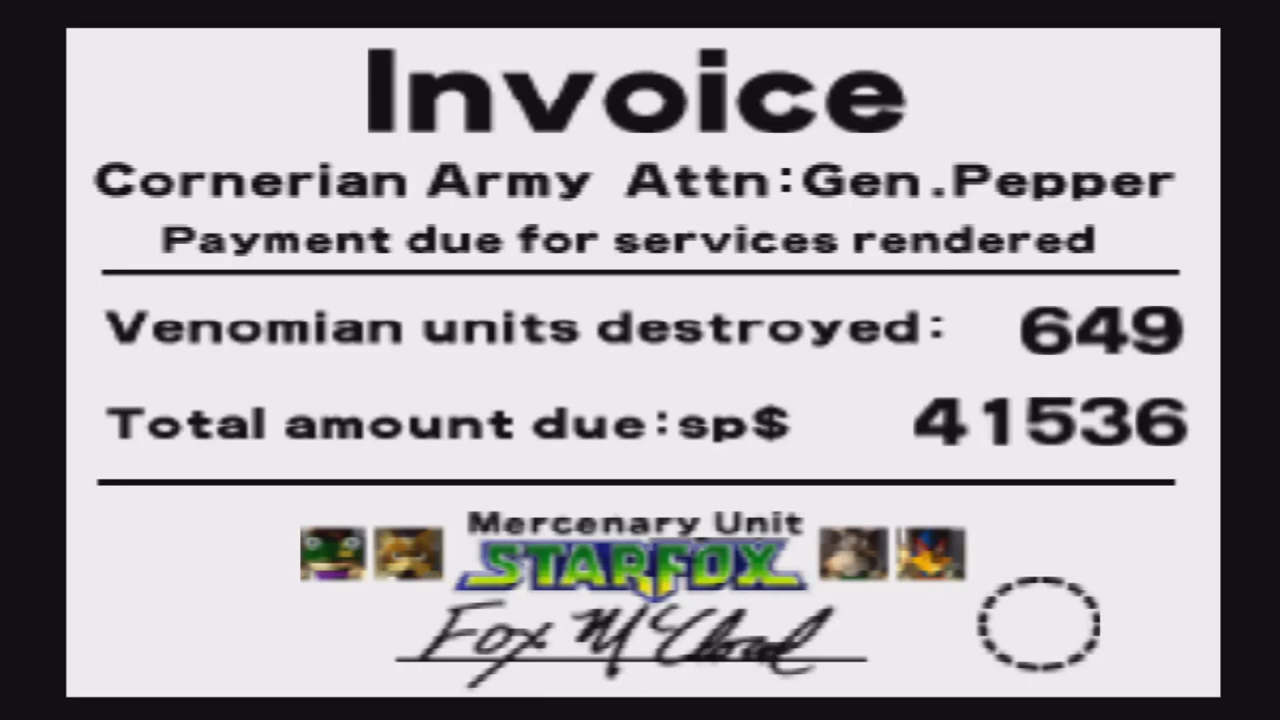 Invoice
Cornerian Army Attn:Gen.Pepper
Payment due for services rendered
Venomian units destroyed: 649
Total amount due:sp$ 41536
Mercenary Unit
STARFOX
Fox McCloud